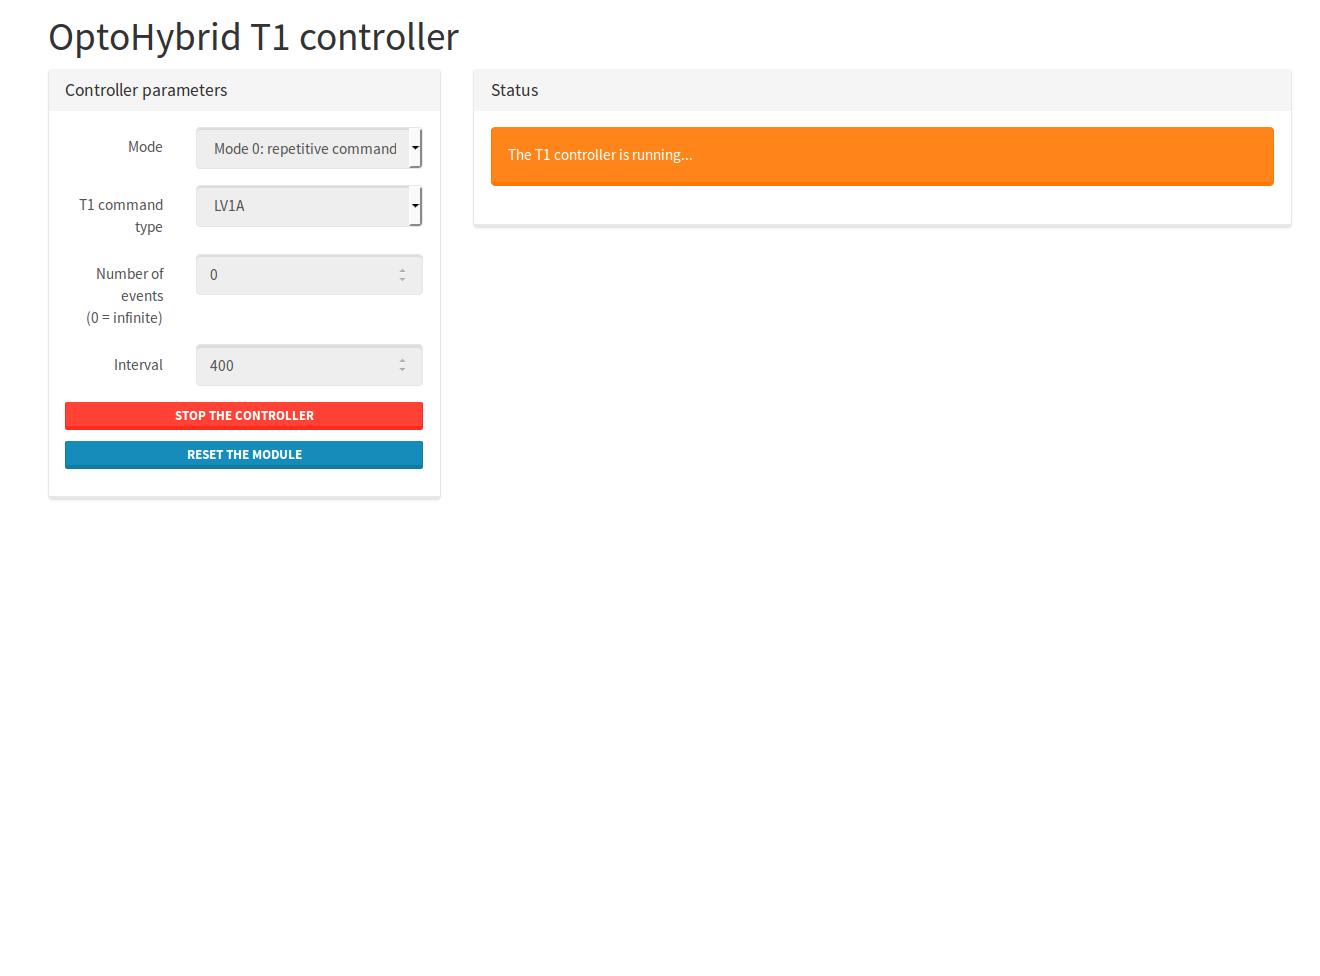 OptoHybrid T1 controller
Controller parameters
Mode
Mode 0: repetitive command
T1 command
type
LV1A
Number of
events
(0 = infinite)
0
Interval
400
STOP THE CONTROLLER
RESET THE MODULE
Status
The T1 controller is running...